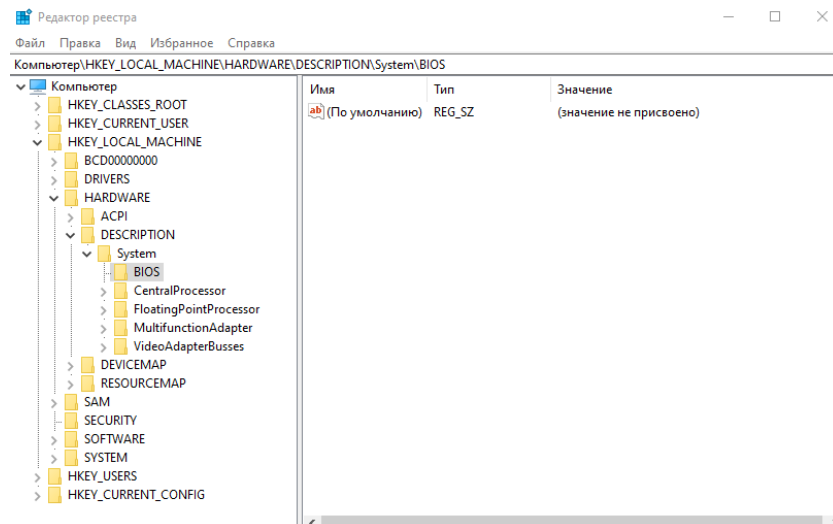 Редактор реестра
Файл Правка Вид Избранное Справка
Компьютер\HKEY_LOCAL_MACHINE\HARDWARE\DESCRIPTION\System\BIOS
Компьютер
HKEY_CLASSES_ROOT
HKEY_CURRENT_USER
HKEY_LOCAL_MACHINE
BCD00000000
DRIVERS
HARDWARE
ACPI
DESCRIPTION
System
BIOS
CentralProcessor
FloatingPointProcessor
MultifunctionAdapter
VideoAdapterBusses
DEVICEMAP
RESOURCEMAP
SAM
SECURITY
SOFTWARE
SYSTEM
HKEY_USERS
HKEY_CURRENT_CONFIG
Имя Тип Значение
ab (По умолчанию) REG_SZ (значение не присвоено)